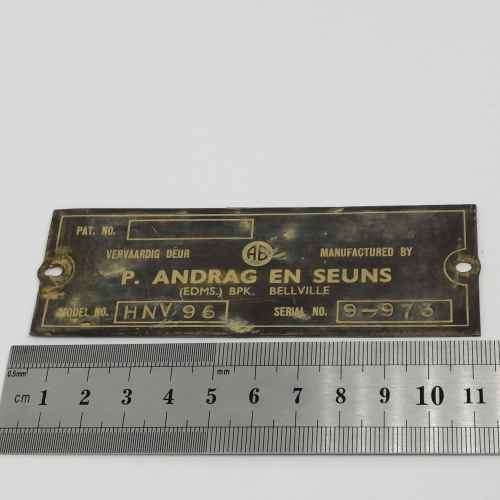 PAT. NO.
VERVAARDIG DEUR AS MANUFACTURED BY
P. ANDRAG EN SEUNS
(EDMS.) BPK. BELLVILLE
MODEL NO. HNV 96 SERIAL NO. 9-973
0.5mm mm
cm 1 2 3 4 5 6 7 8 9 10 11